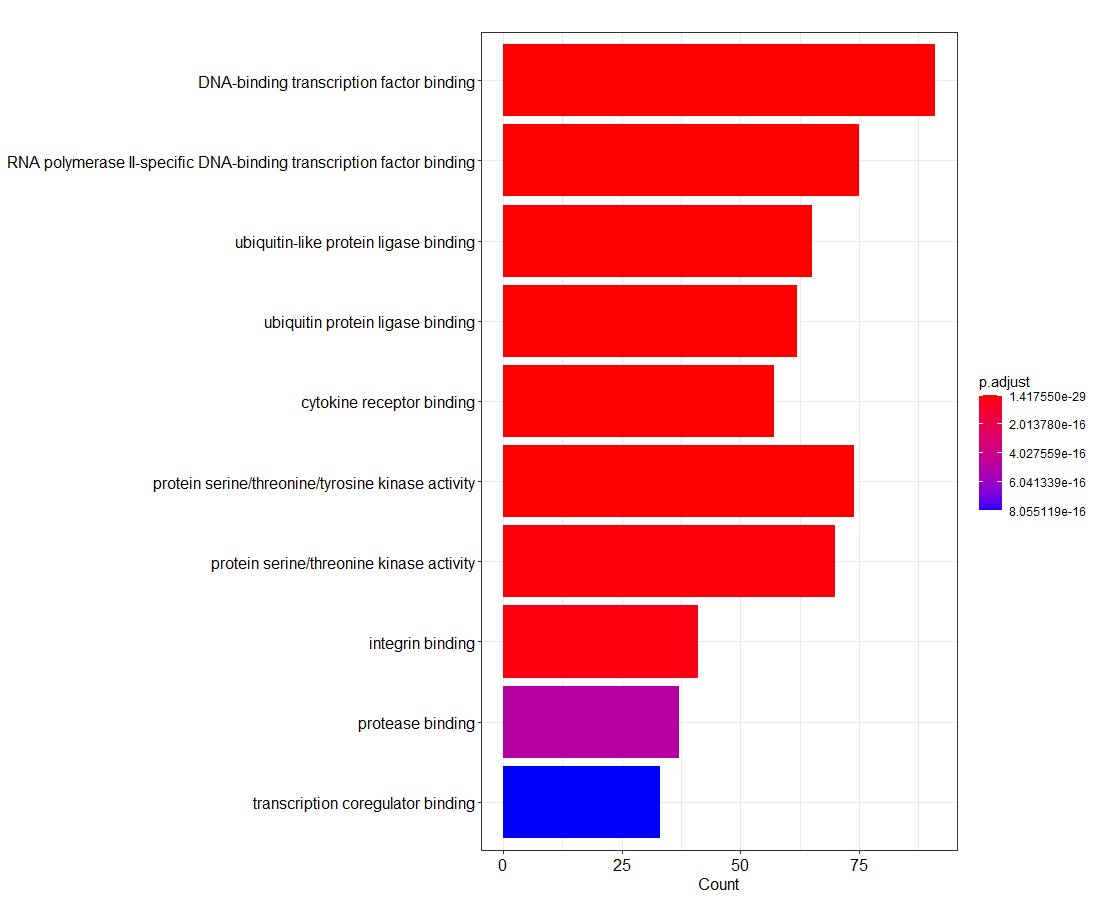 DNA-binding transcription factor binding
RNA polymerase II-specific DNA-binding transcription factor binding
ubiquitin-like protein ligase binding
ubiquitin protein ligase binding
cytokine receptor binding
protein serine/threonine/tyrosine kinase activity
protein serine/threonine kinase activity
integrin binding
protease binding
transcription coregulator binding
0 25 50 75
Count
p.adjust
1.417550e-29
2.013780e-16
4.027559e-16
6.041339e-16
8.055119e-16